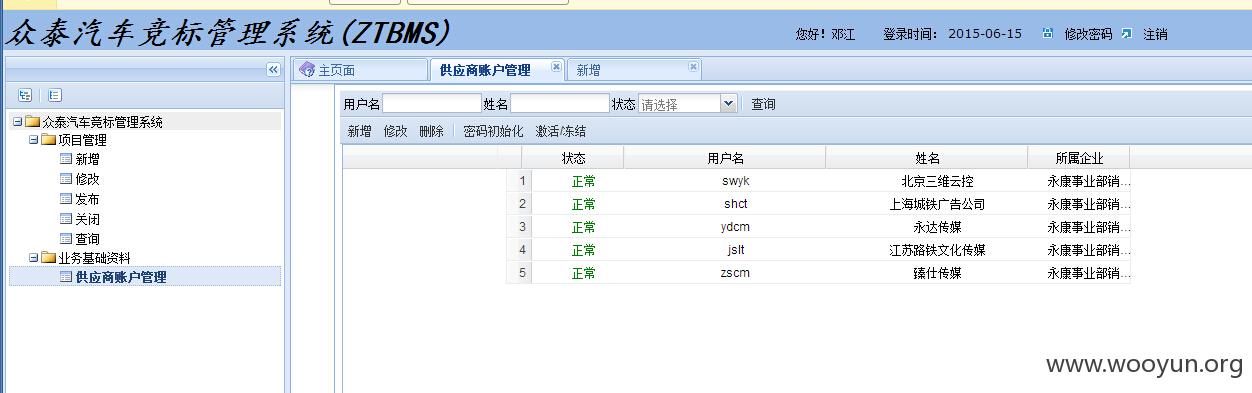 众泰汽车竞标管理系统(ZTBMS)
您好！邓江 登录时间： 2015-06-15 修改密码 注销
主页面 供应商账户管理 新增
用户名 姓名 状态 请选择 查询
新增 修改 删除 密码初始化 激活/冻结
众泰汽车竞标管理系统
项目管理
新增
修改
发布
关闭
查询
业务基础资料
供应商账户管理
状态 用户名 姓名 所属企业
1 正常 swyk 北京三维云控 永康事业部销...
2 正常 shct 上海城铁广告公司 永康事业部销...
3 正常 ydcm 永达传媒 永康事业部销...
4 正常 jslt 江苏路铁文化传媒 永康事业部销...
5 正常 zscm 臻仕传媒 永康事业部销...
www.wooyun.org